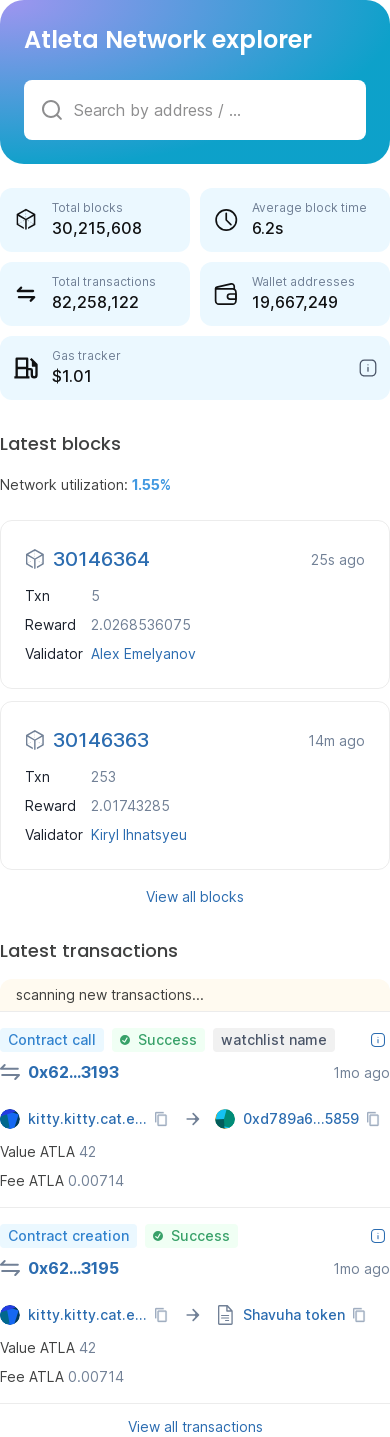 Atleta Network explorer
Search by address / ...
Total blocks
30,215,608
Average block time
6.2s
Total transactions
82,258,122
Wallet addresses
19,667,249
Gas tracker
$1.01
Latest blocks
Network utilization: 1.55%
30146364 25s ago
Txn 5
Reward 2.0268536075
Validator Alex Emelyanov
30146363 14m ago
Txn 253
Reward 2.01743285
Validator Kiryl Ihnatsyeu
View all blocks
Latest transactions
scanning new transactions...
Contract call Success watchlist name
0x62...3193 1mo ago
kitty.kitty.cat.e... → 0xd789a6...5859
Value ATLA 42
Fee ATLA 0.00714
Contract creation Success
0x62...3195 1mo ago
kitty.kitty.cat.e... → Shavuha token
Value ATLA 42
Fee ATLA 0.00714
View all transactions